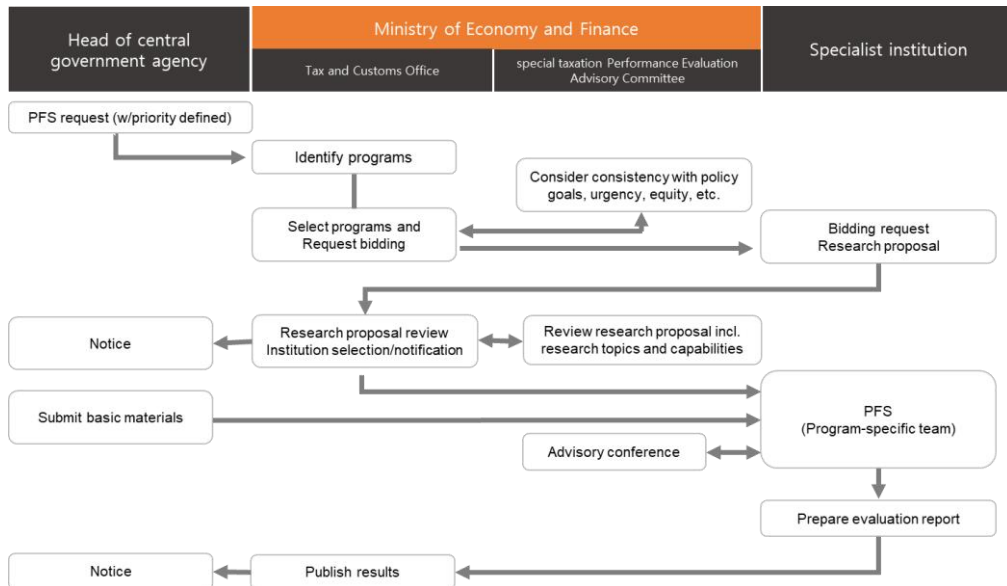 Head of central
government agency
Ministry of Economy and Finance
Tax and Customs Office
special taxation Performance Evaluation
Advisory Committee
Specialist institution
PFS request (w/priority defined)
Identify programs
Consider consistency with policy
goals, urgency, equity, etc.
Select programs and
Request bidding
Bidding request
Research proposal
Notice
Research proposal review
Institution selection/notification
Review research proposal incl.
research topics and capabilities
Submit basic materials
PFS
(Program-specific team)
Advisory conference
Prepare evaluation report
Notice
Publish results